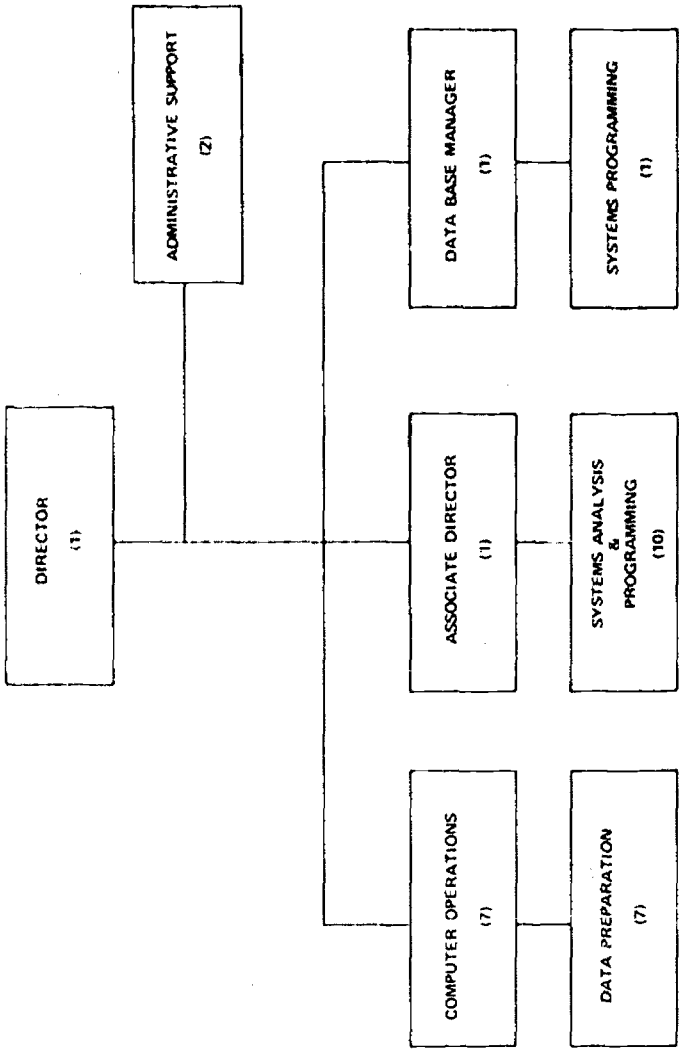 DIRECTOR
(1)
ADMINISTRATIVE SUPPORT
(2)
COMPUTER OPERATIONS
(7)
ASSOCIATE DIRECTOR
(1)
DATA BASE MANAGER
(1)
DATA PREPARATION
(7)
SYSTEMS ANALYSIS
&
PROGRAMMING
(10)
SYSTEMS PROGRAMMING
(1)